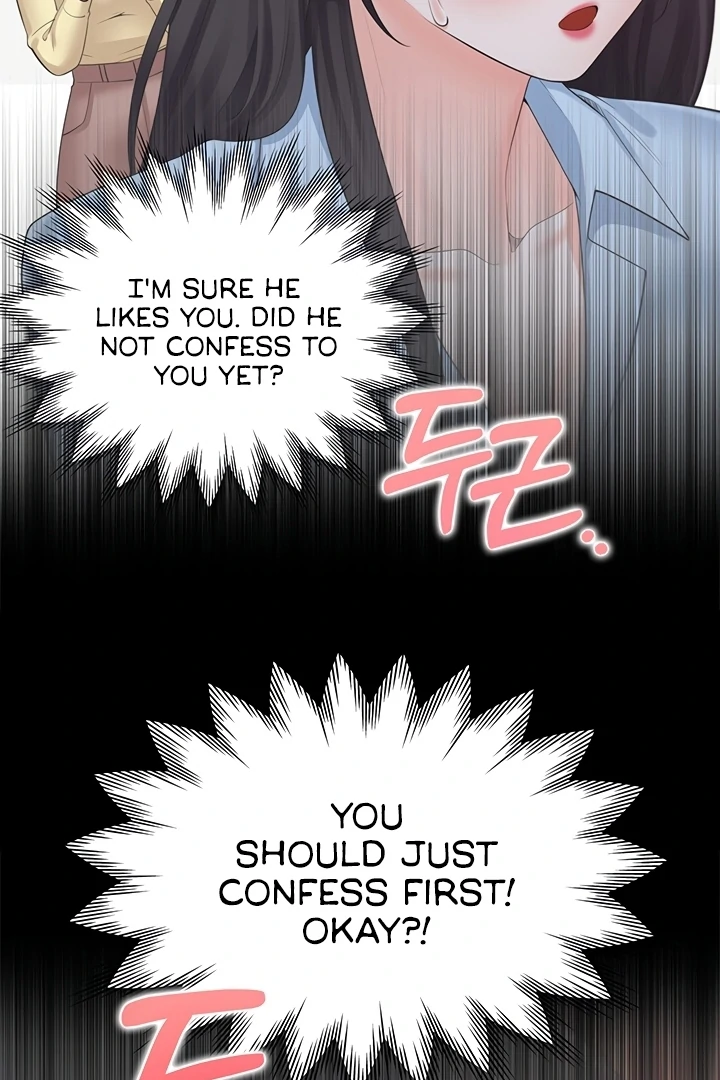 I'M SURE HE
LIKES YOU. DID HE
NOT CONFESS TO
YOU YET?
두근..
YOU
SHOULD JUST
CONFESS FIRST!
OKAY?!